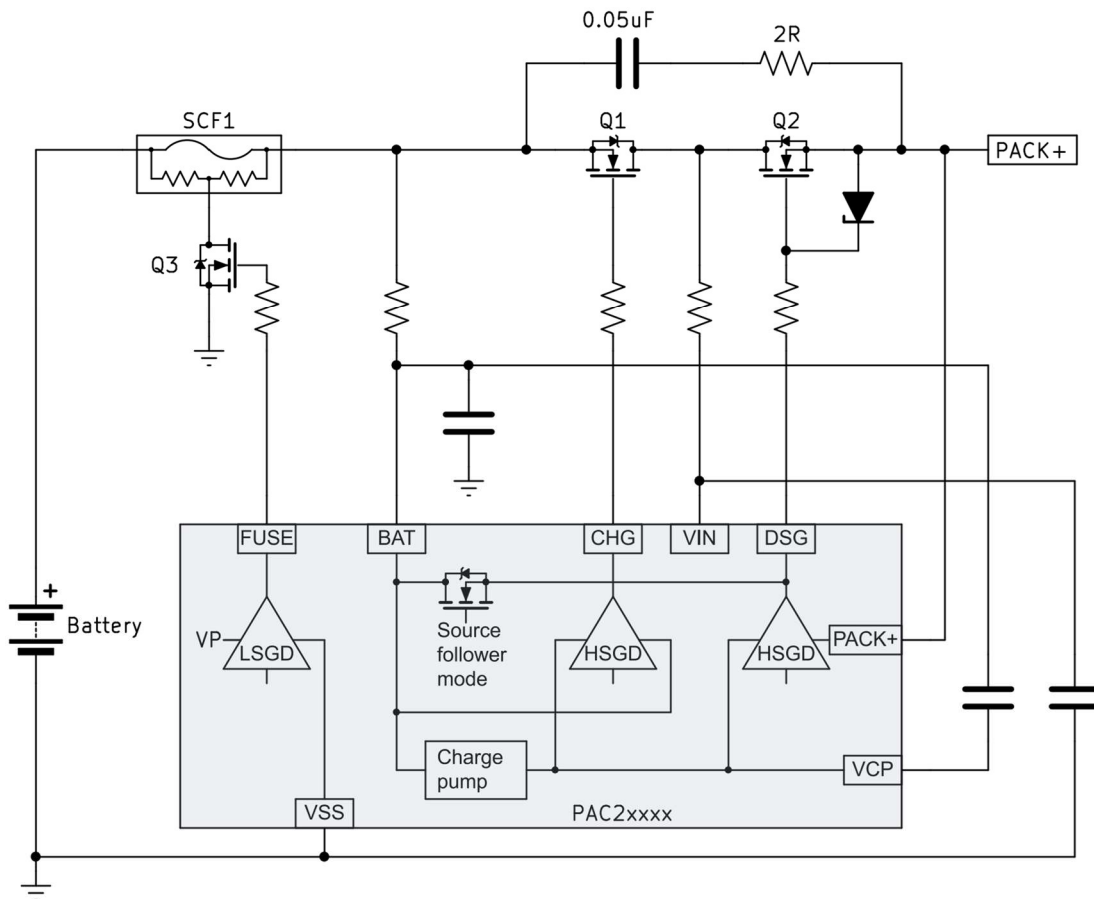 0.05uF
2R
SCF1
Q1
Q2
PACK+
Q3
FUSE
BAT
CHG
VIN
DSG
+
Battery
VP
LSGD
Source
follower
mode
HSGD
HSGD
PACK+
Charge
pump
VCP
VSS
PAC2xxxx